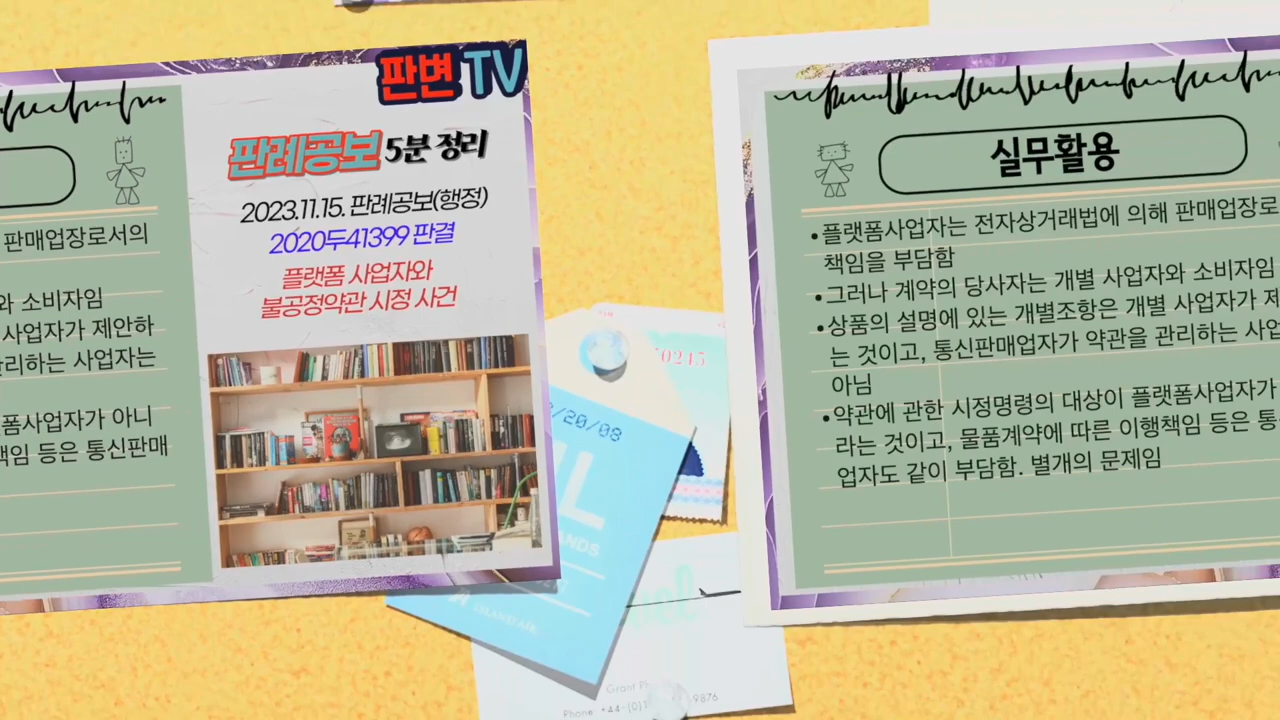 판매업장로서의
와 소비자임
사업자가 제안하
관리하는 사업자는
폼사업자가 아니
책임 등은 통신판매
판변 TV
판례공보 5분 정리
2023.11.15. 판례공보(행정)
2020두41399 판결
플랫폼 사업자와
불공정약관 시정 사건
실무활용
•플랫폼사업자는 전자상거래법에 의해 판매업장로
책임을 부담함
•그러나 계약의 당사자는 개별 사업자와 소비자임
•상품의 설명에 있는 개별조항은 개별 사업자가 제
는 것이고, 통신판매업자가 약관을 관리하는 사업
아님
•약관에 관한 시정명령의 대상이 플랫폼사업자가
라는 것이고, 물품계약에 따른 이행책임 등은 통
업자도 같이 부담함. 별개의 문제임
0245
/20/08
Phone +44-(0)1
-9876